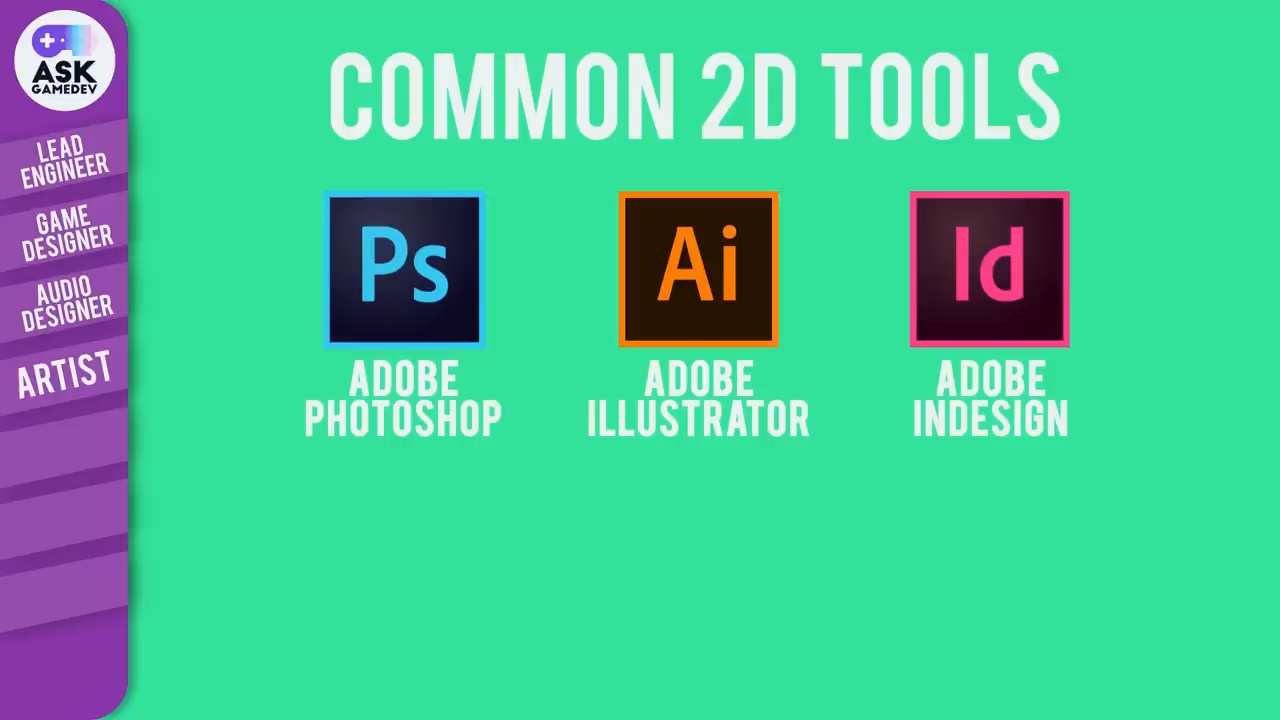 ASK
GAMEDEV
LEAD
ENGINEER
GAME
DESIGNER
AUDIO
DESIGNER
ARTIST
COMMON 2D TOOLS
Ps
Ai
Id
ADOBE
PHOTOSHOP
ADOBE
ILLUSTRATOR
ADOBE
INDESIGN